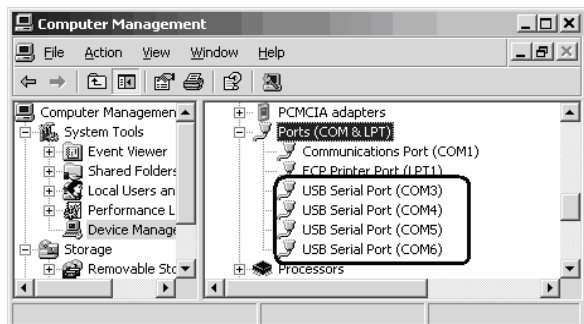 Computer Management
File Action View Window Help
Computer Managemen
System Tools
Event Viewer
Shared Folders
Local Users an
Performance L
Device Manage
Storage
Removable Sto
PCMCIA adapters
Ports (COM & LPT)
Communications Port (COM1)
ECP Printer Port (LPT1)
USB Serial Port (COM3)
USB Serial Port (COM4)
USB Serial Port (COM5)
USB Serial Port (COM6)
Processors